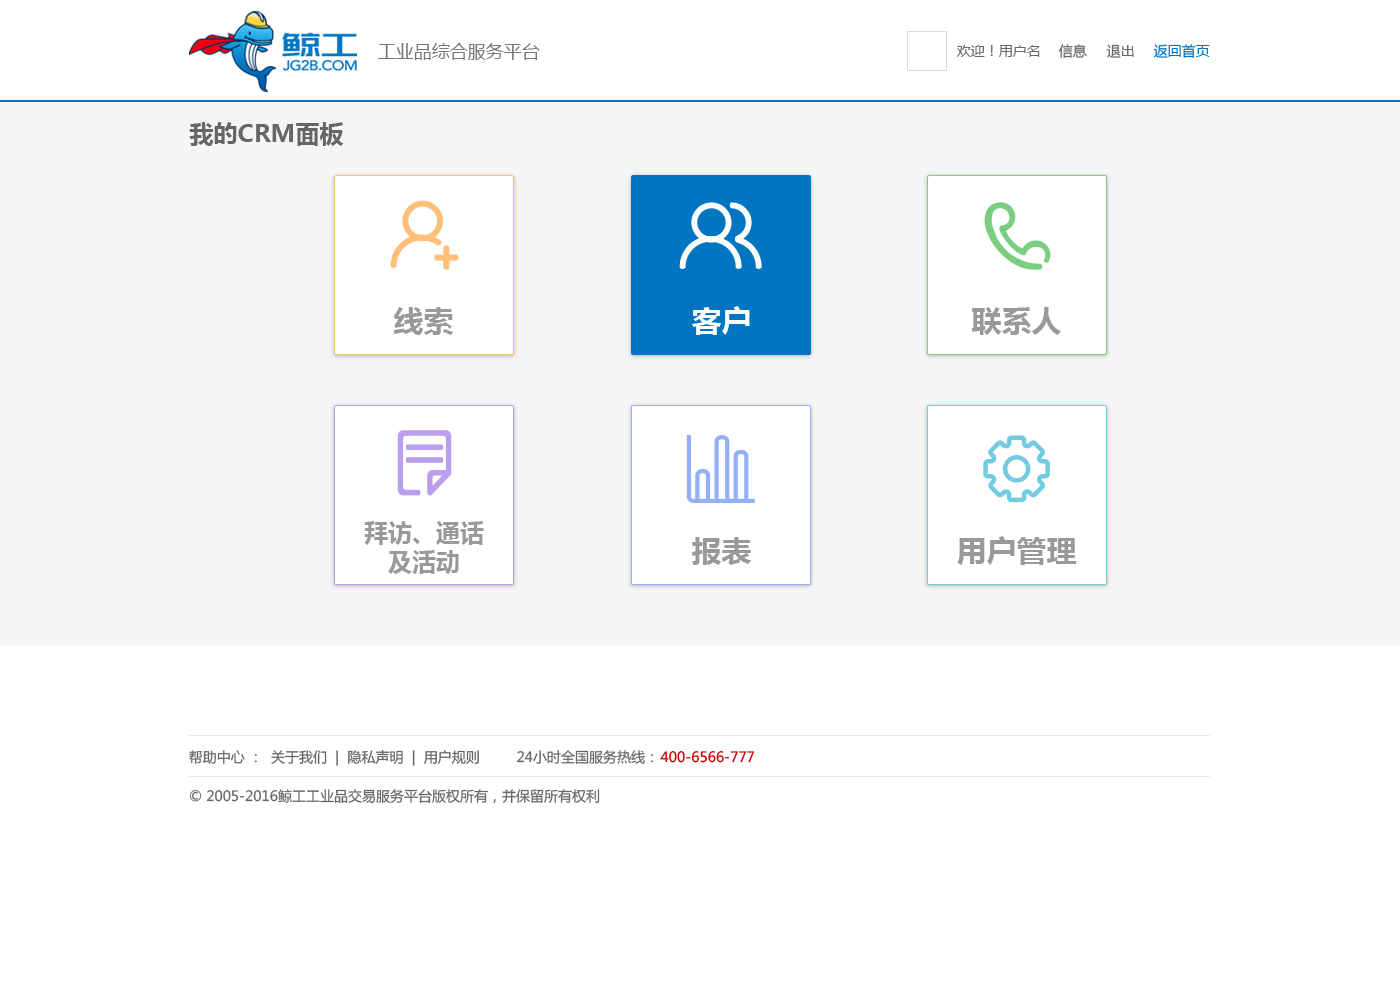 鲸工
JG2B.COM
工业品综合服务平台
欢迎！用户名 信息 退出 返回首页
我的CRM面板
线索
客户
联系人
拜访、通话
及活动
报表
用户管理
帮助中心 ： 关于我们 | 隐私声明 | 用户规则 24小时全国服务热线：400-6566-777
© 2005-2016鲸工工业品交易服务平台版权所有，并保留所有权利